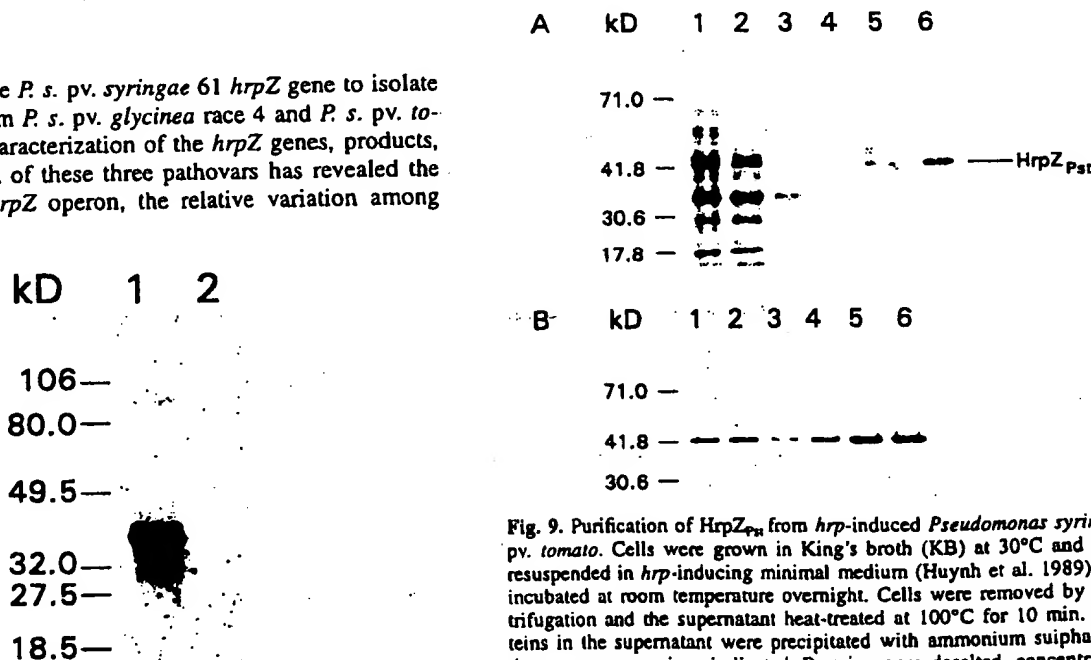 e P. s. pv. syringae 61 hrpZ gene to isolate
m P. s. pv. glycinea race 4 and P. s. pv. to-
aracterization of the hrpZ genes, products,
of these three pathovars has revealed the
rpZ operon, the relative variation among
kD 1 2
106—
80.0—
49.5—
32.0—
27.5—
18.5—
A kD 1 2 3 4 5 6
71.0 —
41.8 —
HrpZPst
30.6 —
17.8 —
B kD 1 2 3 4 5 6
71.0 —
41.8 —
30.6 —
Fig. 9. Purification of HrpZPst from hrp-induced Pseudomonas syrin
pv. tomato. Cells were grown in King's broth (KB) at 30°C and
resuspended in hrp-inducing minimal medium (Huynh et al. 1989)
incubated at room temperature overnight. Cells were removed by
trifugation and the supernatant heat-treated at 100°C for 10 min.
teins in the supernatant were precipitated with ammonium sulpha